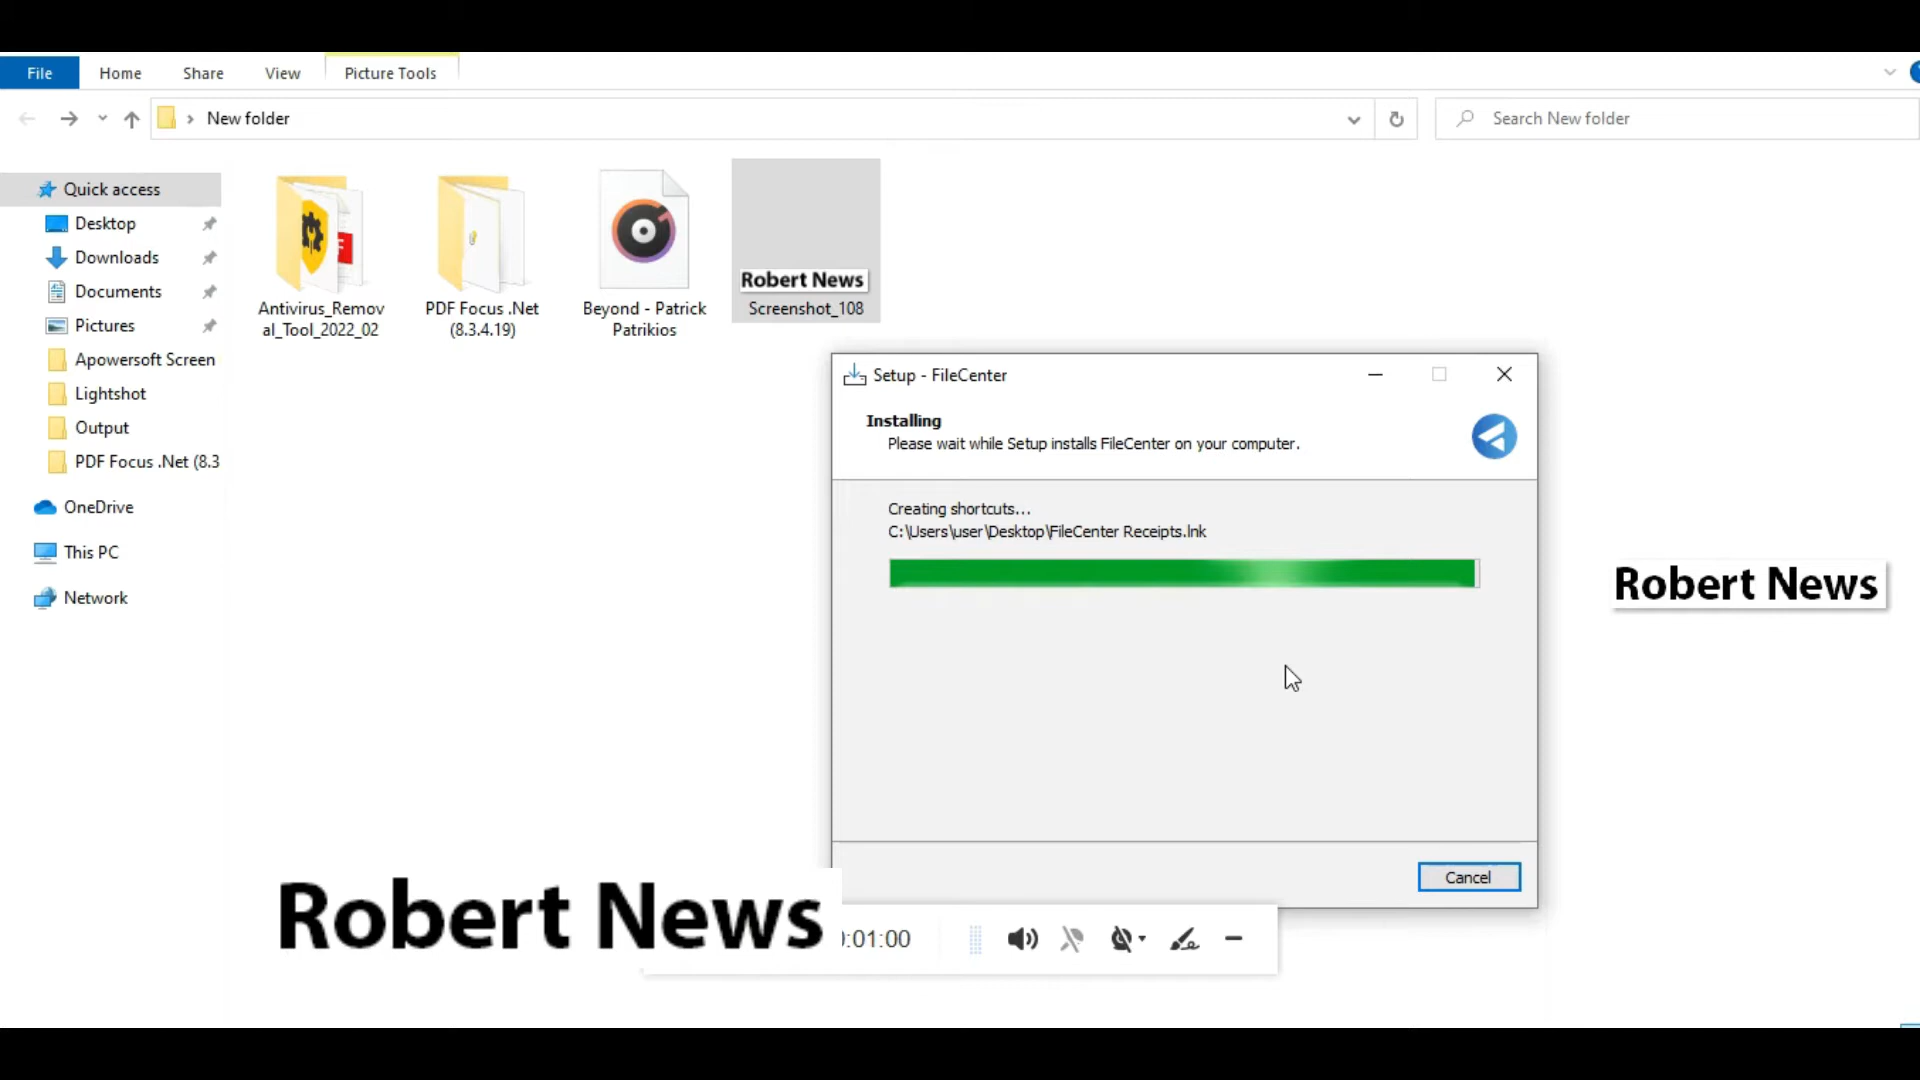 File Home Share View Picture Tools
New folder
Search New folder
Quick access
Desktop
Downloads
Documents
Pictures
Apowersoft Screen
Lightshot
Output
PDF Focus .Net (8.3
OneDrive
This PC
Network
Antivirus_Remov
al_Tool_2022_02
PDF Focus .Net
(8.3.4.19)
Beyond - Patrick
Patrikios
Robert News
Screenshot_108
Setup - FileCenter
Installing
Please wait while Setup installs FileCenter on your computer.
Creating shortcuts...
C:\Users\user\Desktop\FileCenter Receipts.lnk
Cancel
Robert News
Robert News
:01:00